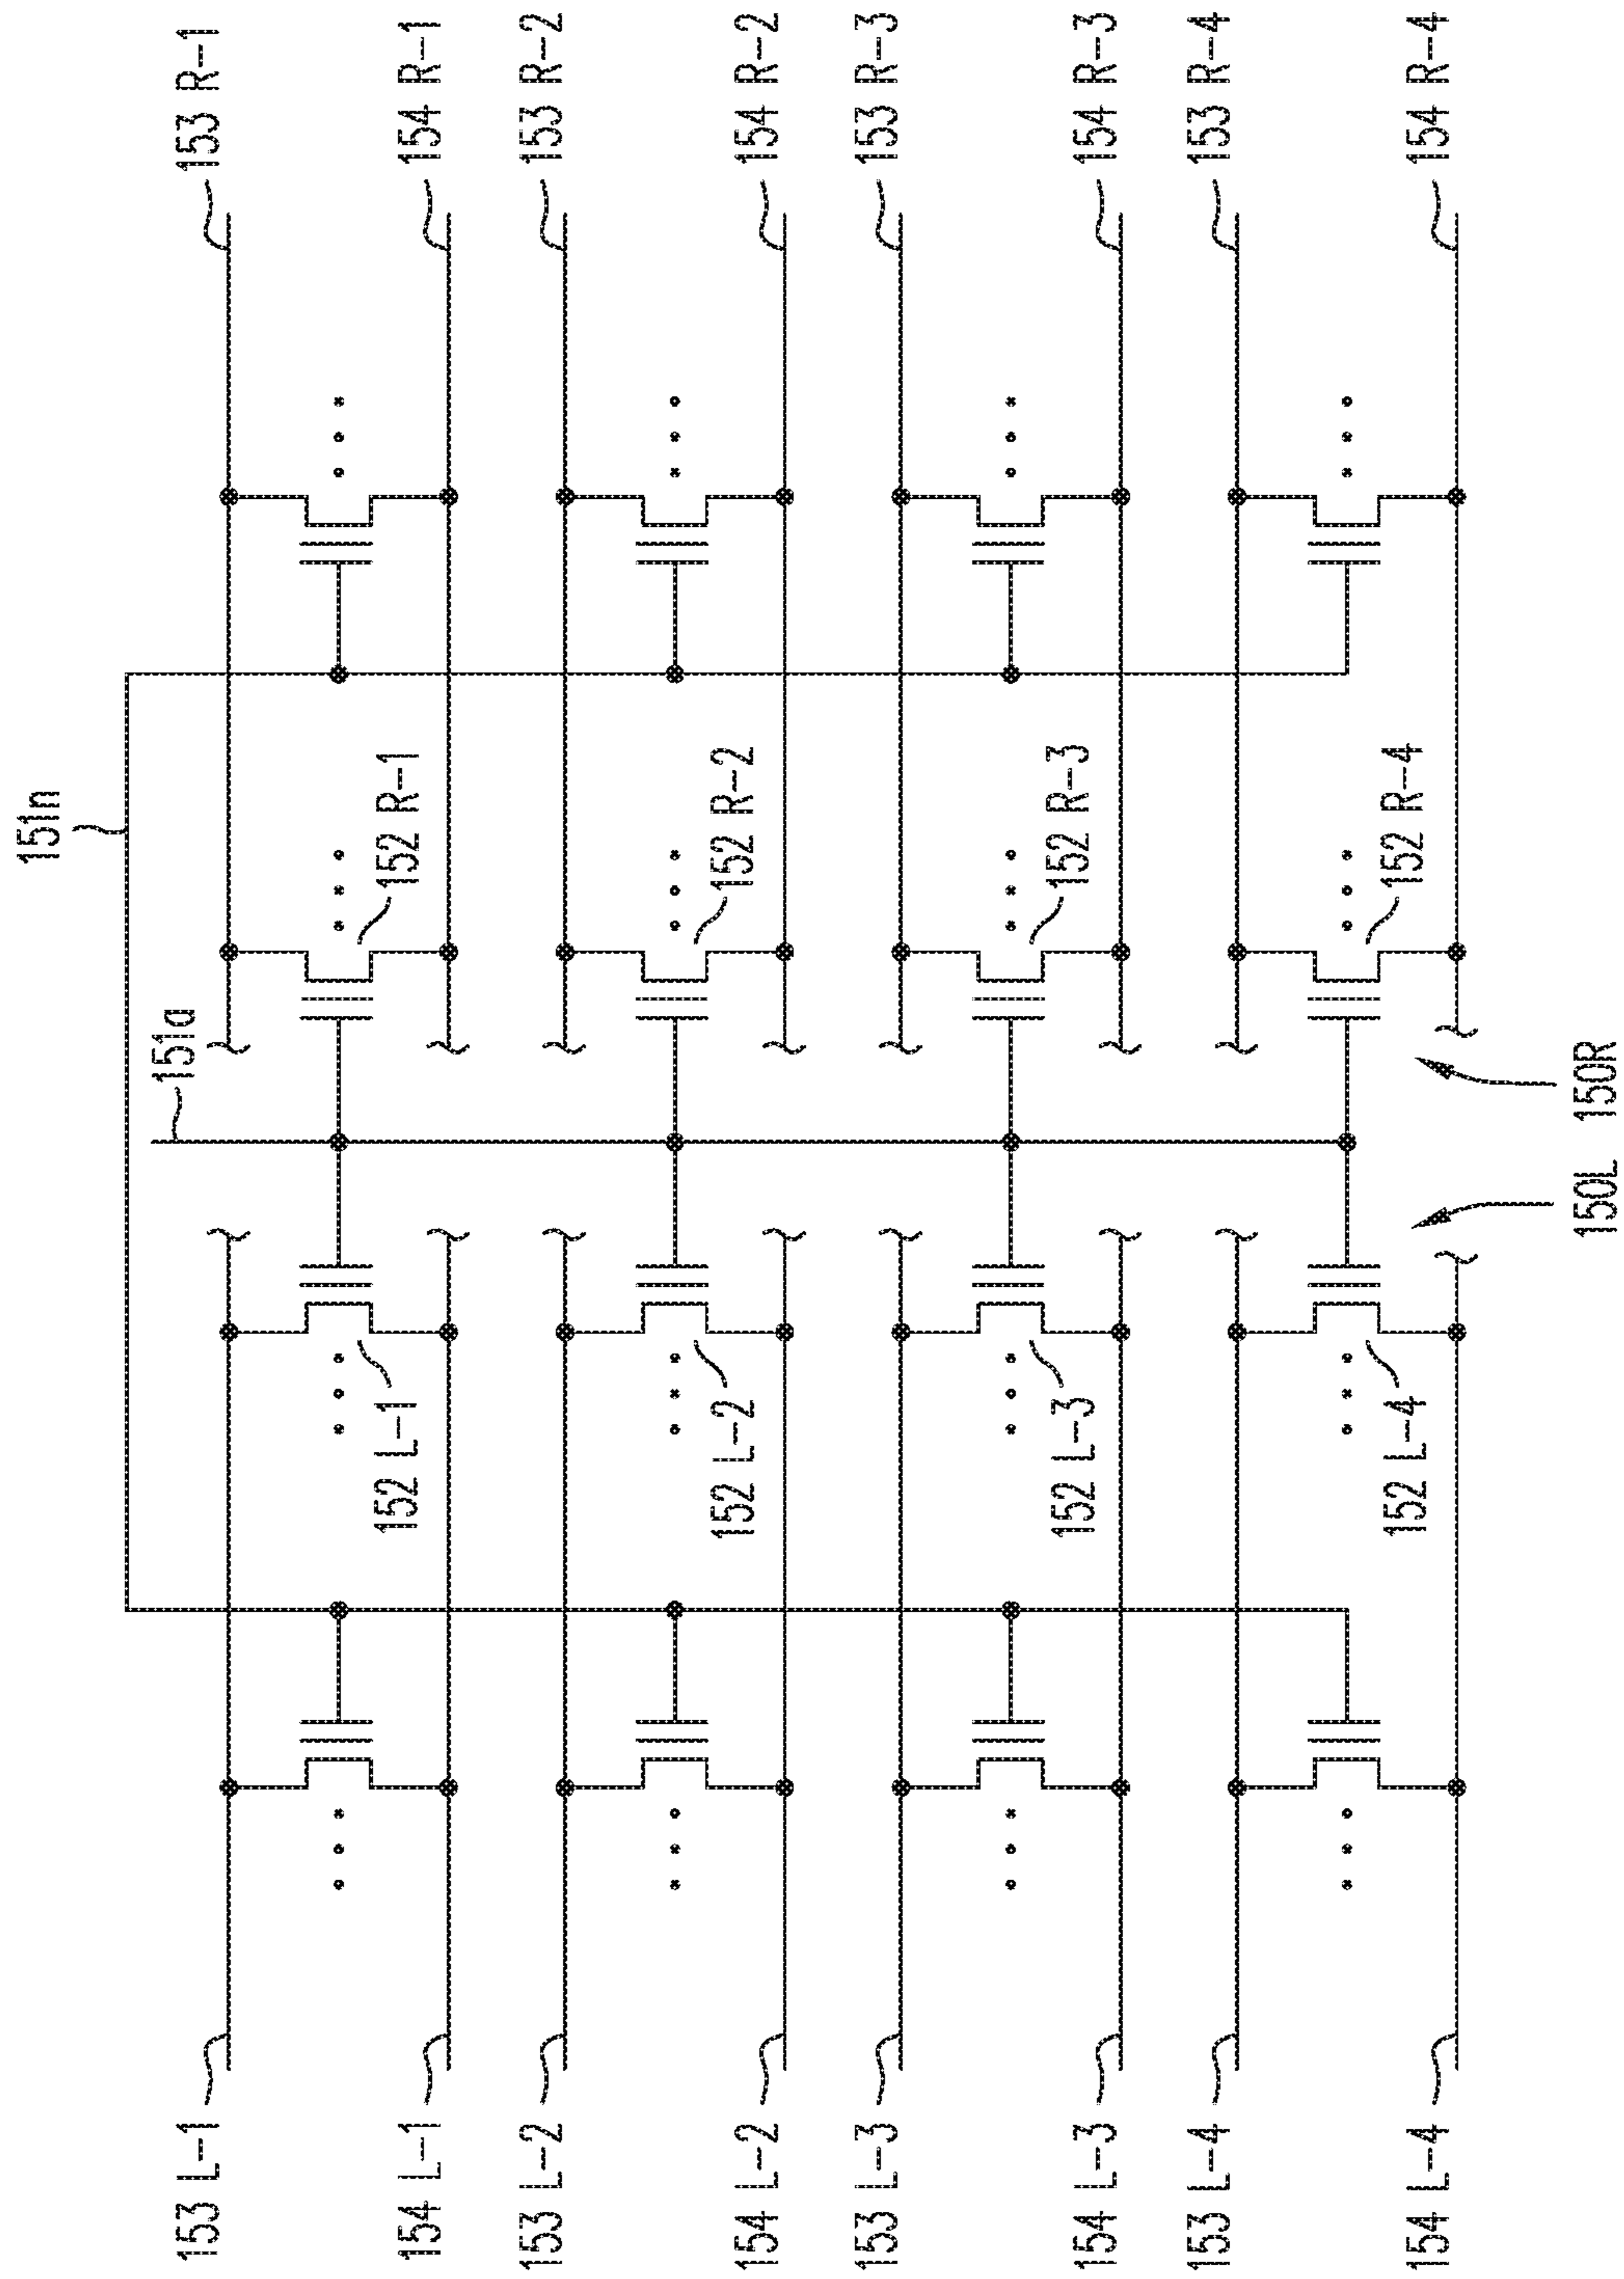 151n
151a
153 R-1
154 R-1
153 R-2
154 R-2
153 R-3
154 R-3
153 R-4
154 R-4
152 R-1
152 R-2
152 R-3
152 R-4
150R
150L
152 L-1
152 L-2
152 L-3
152 L-4
153 L-1
154 L-1
153 L-2
154 L-2
153 L-3
154 L-3
153 L-4
154 L-4